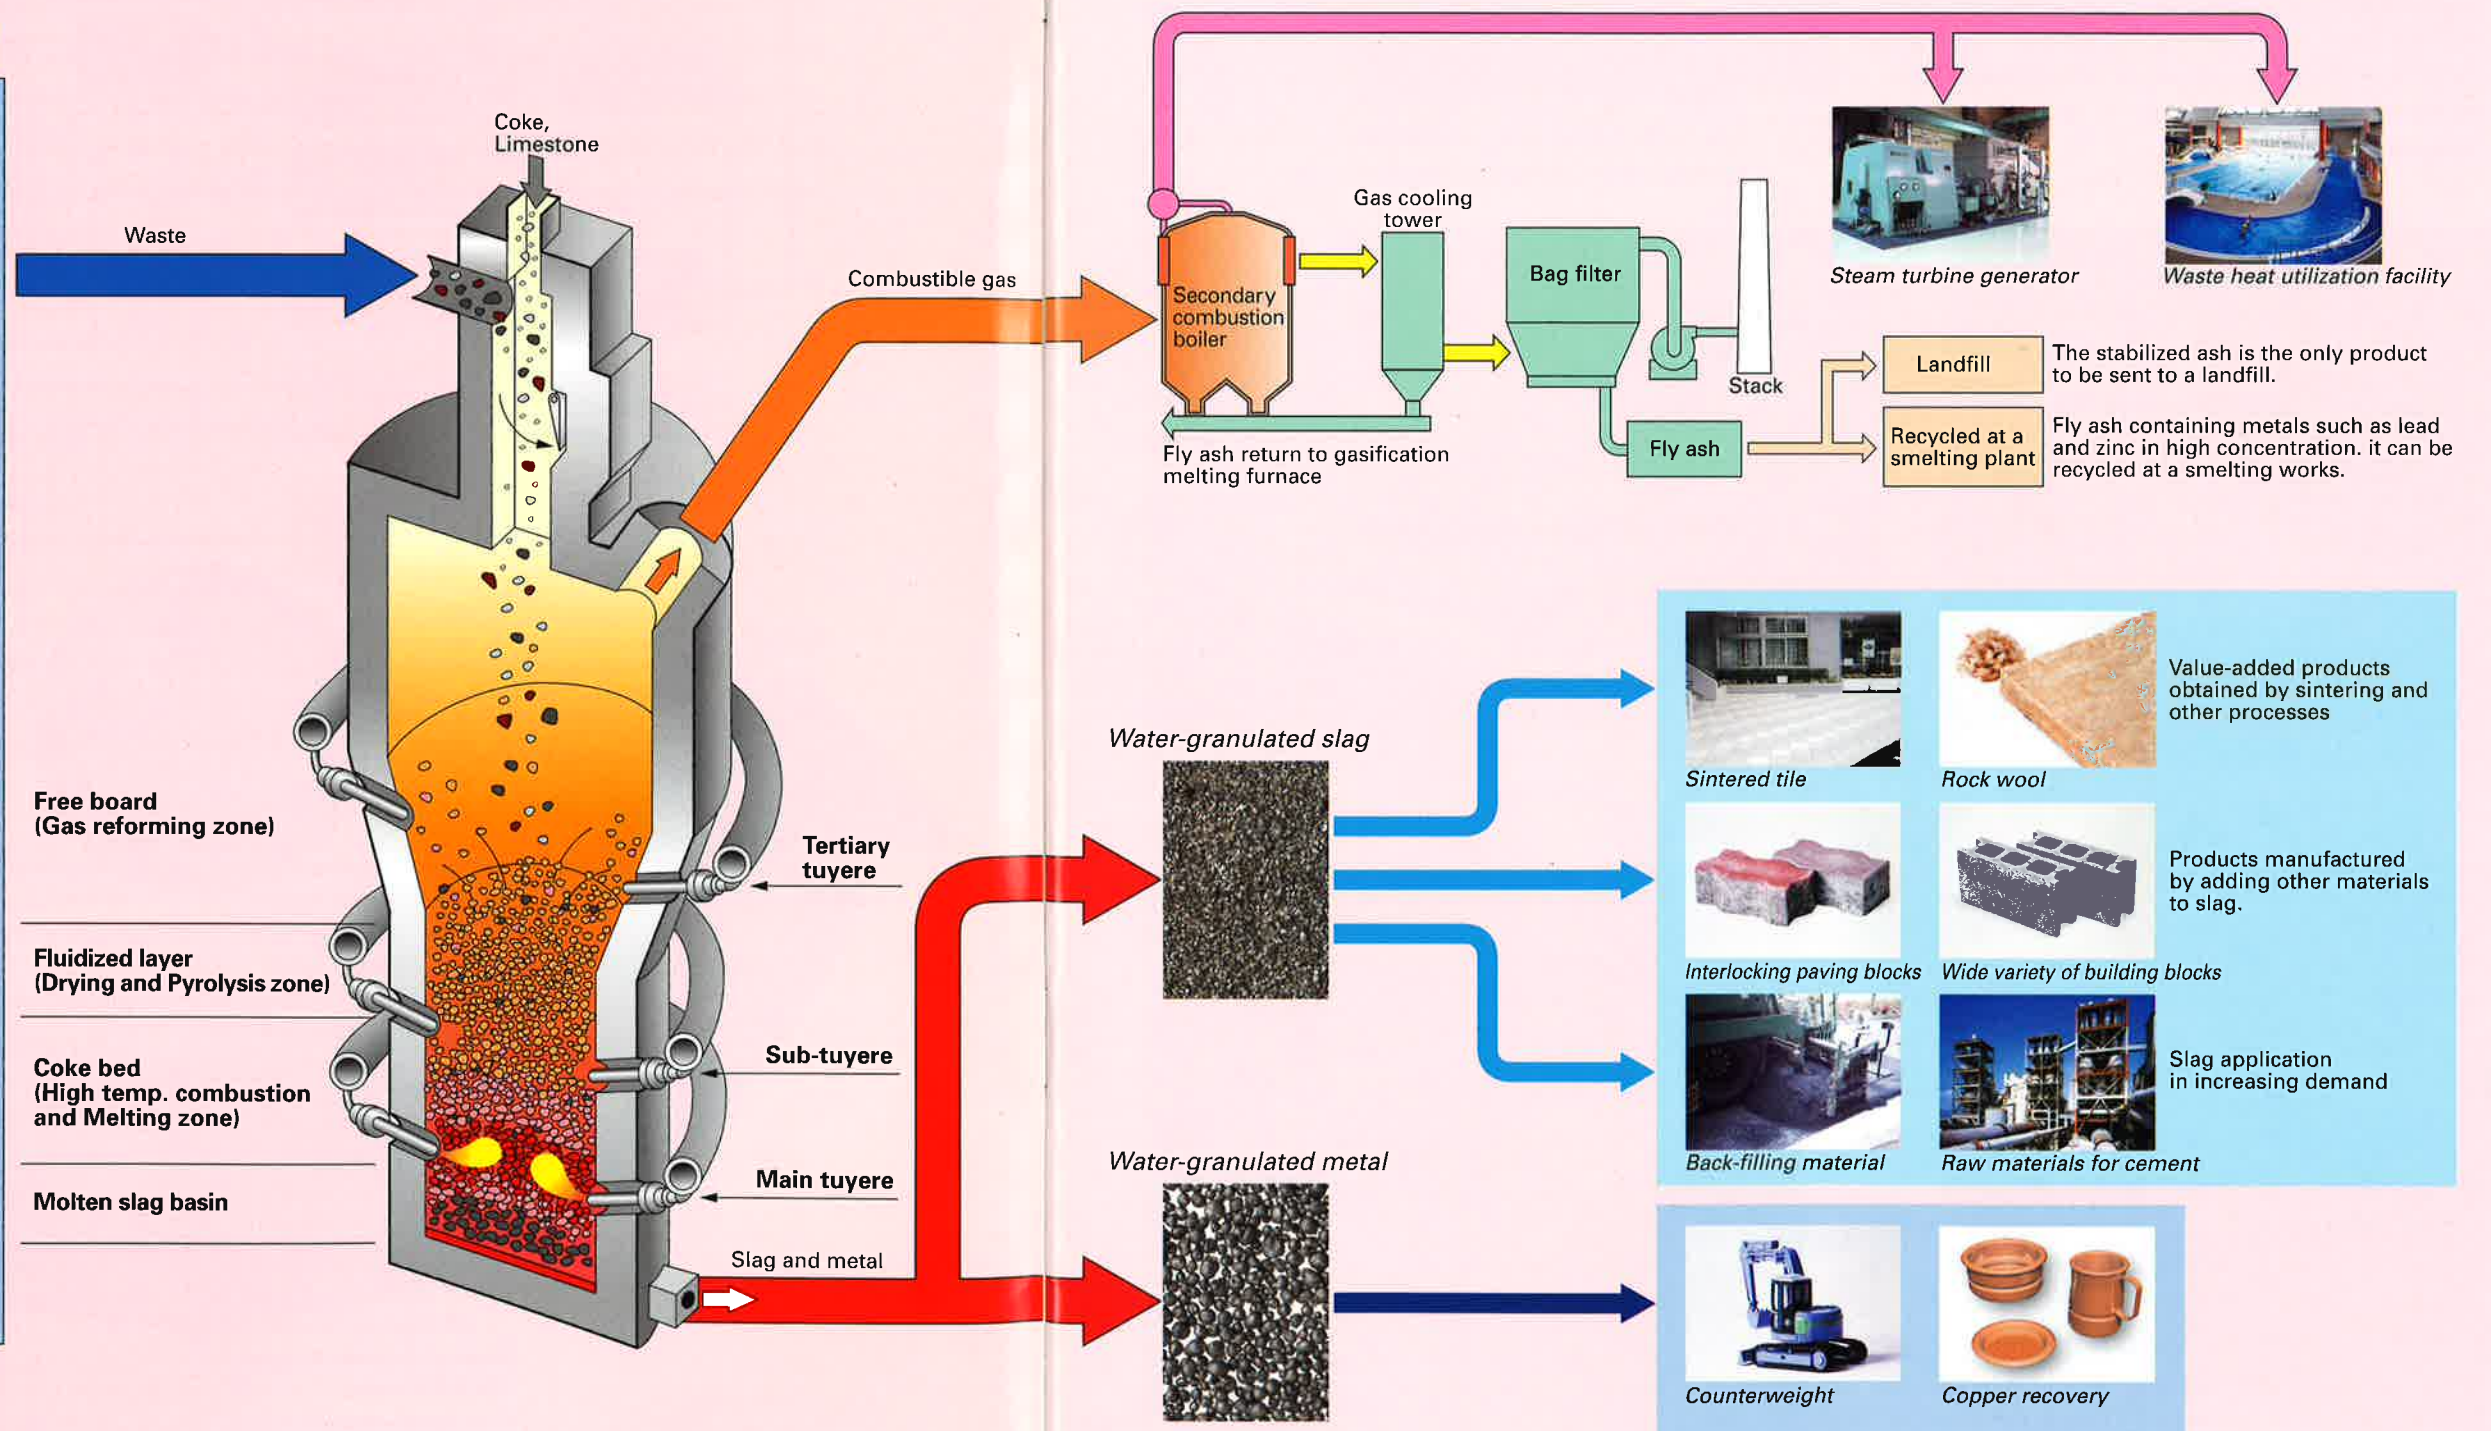 Coke,
Limestone
Waste
Combustible gas
Free board
(Gas reforming zone)
Fluidized layer
(Drying and Pyrolysis zone)
Coke bed
(High temp. combustion
and Melting zone)
Molten slag basin
Tertiary
tuyere
Sub-tuyere
Main tuyere
Slag and metal
Secondary
combustion
boiler
Gas cooling
tower
Bag filter
Stack
Fly ash return to gasification
melting furnace
Fly ash
Steam turbine generator
Waste heat utilization facility
Landfill
The stabilized ash is the only product
to be sent to a landfill.
Recycled at a
smelting plant
Fly ash containing metals such as lead
and zinc in high concentration. it can be
recycled at a smelting works.
Water-granulated slag
Sintered tile
Rock wool
Value-added products
obtained by sintering and
other processes
Interlocking paving blocks
Wide variety of building blocks
Products manufactured
by adding other materials
to slag.
Back-filling material
Raw materials for cement
Slag application
in increasing demand
Water-granulated metal
Counterweight
Copper recovery